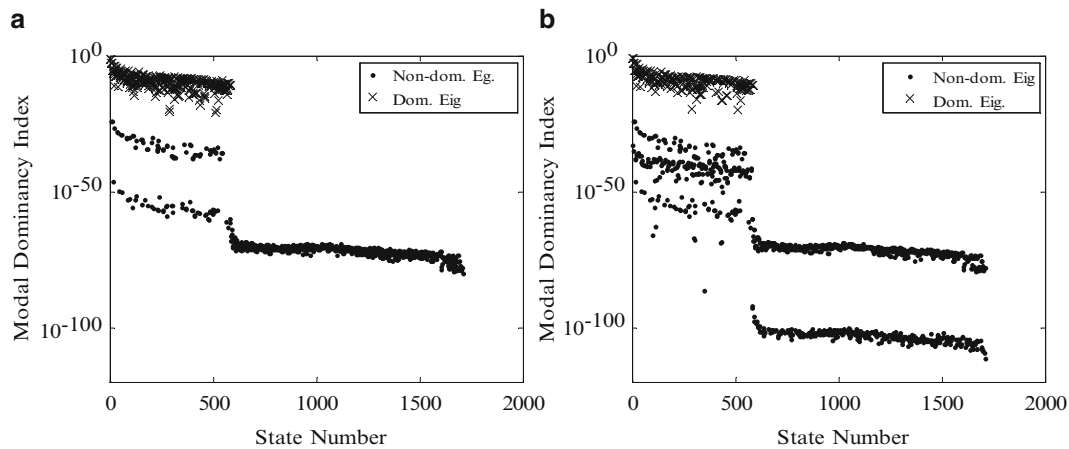 a
10^0
10^-50
10^-100
0
500
1000
1500
2000
Modal Dominancy Index
State Number
Non-dom. Eg.
Dom. Eig
b
10^0
10^-50
10^-100
0
500
1000
1500
2000
Modal Dominancy Index
State Number
Non-dom. Eig
Dom. Eig.